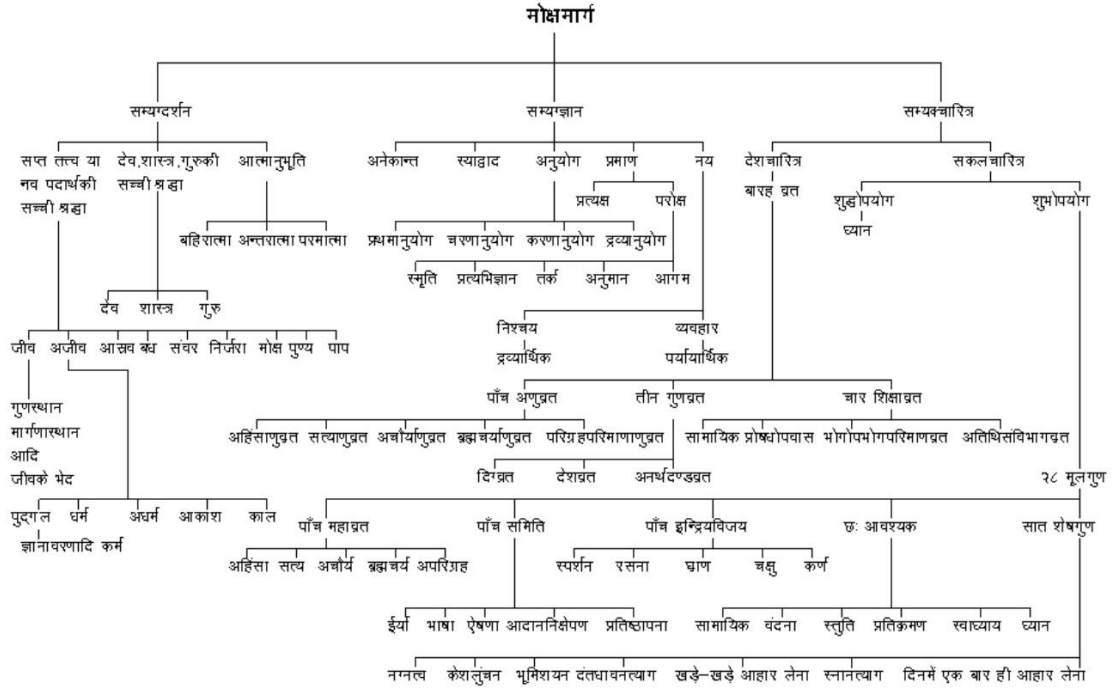 मोक्षमार्ग
सम्यग्दर्शन सम्यग्ज्ञान सम्यक्चारित्र
सप्त तत्त्व या देव,शास्त्र,गुरुकी आत्मानुभूति अनेकान्त स्याद्वाद अनुयोग प्रमाण नय देशचारित्र सकलचारित्र
नव पदार्थकी सच्ची श्रद्धा बारह व्रत
सच्ची श्रद्धा प्रत्यक्ष परोक्ष शुद्धोपयोग शुभोपयोग
ध्यान
बहिरात्मा अन्तरात्मा परमात्मा प्रथमानुयोग चरणानुयोग करणानुयोग द्रव्यानुयोग
स्मृति प्रत्यभिज्ञान तर्क अनुमान आगम
देव शास्त्र गुरु
निश्चय व्यवहार
जीव अजीव आस्रव बंध संवर निर्जरा मोक्ष पुण्य पाप द्रव्यार्थिक पर्यायार्थिक
पाँच अणुव्रत तीन गुणव्रत चार शिक्षाव्रत
गुणस्थान
मार्गणास्थान अहिंसाणुव्रत सत्याणुव्रत अचौर्याणुव्रत ब्रह्मचर्याणुव्रत परिग्रहपरिमाणाणुव्रत सामायिक प्रोषधोपवास भोगोपभोगपरिमाणव्रत अतिथिसंविभागव्रत
आदि
जीवके भेद दिग्व्रत देशव्रत अनर्थदण्डव्रत २८ मूलगुण
पुद्गल धर्म अधर्म आकाश काल
पाँच महाव्रत पाँच समिति पाँच इन्द्रियविजय छः आवश्यक सात शेषगुण
ज्ञानावरणादि कर्म
अहिंसा सत्य अचौर्य ब्रह्मचर्य अपरिग्रह स्पर्शन रसना घ्राण चक्षु कर्ण
ईर्या भाषा ऐषणा आदाननिक्षेपण प्रतिष्ठापना सामायिक वंदना स्तुति प्रतिक्रमण स्वाध्याय ध्यान
नग्नत्व केशलुंचन भूमिशयन दंतधावनत्याग खड़े-खड़े आहार लेना स्नानत्याग दिनमें एक बार ही आहार लेना